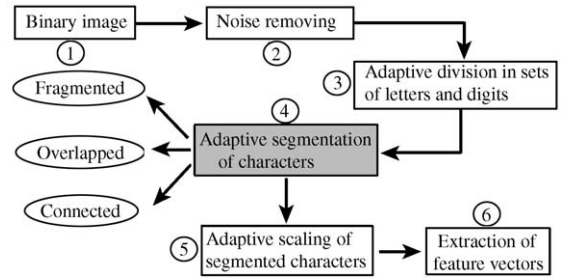 Binary image
1
Noise removing
2
3
Adaptive division in sets
of letters and digits
4
Adaptive segmentation
of characters
Fragmented
Overlapped
Connected
5
Adaptive scaling of
segmented characters
6
Extraction of
feature vectors